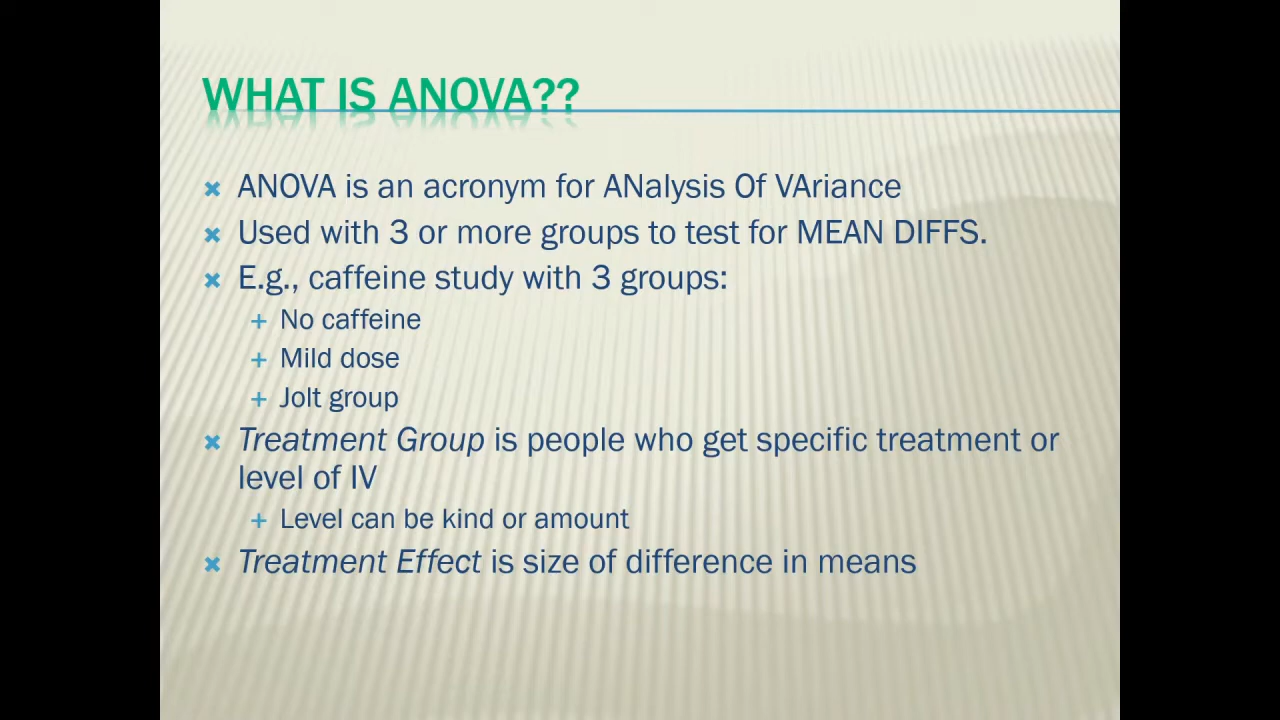 WHAT IS ANOVA??
ANOVA is an acronym for ANalysis Of VAriance
Used with 3 or more groups to test for MEAN DIFFS.
E.g., caffeine study with 3 groups:
No caffeine
Mild dose
Jolt group
Treatment Group is people who get specific treatment or
level of IV
Level can be kind or amount
Treatment Effect is size of difference in means